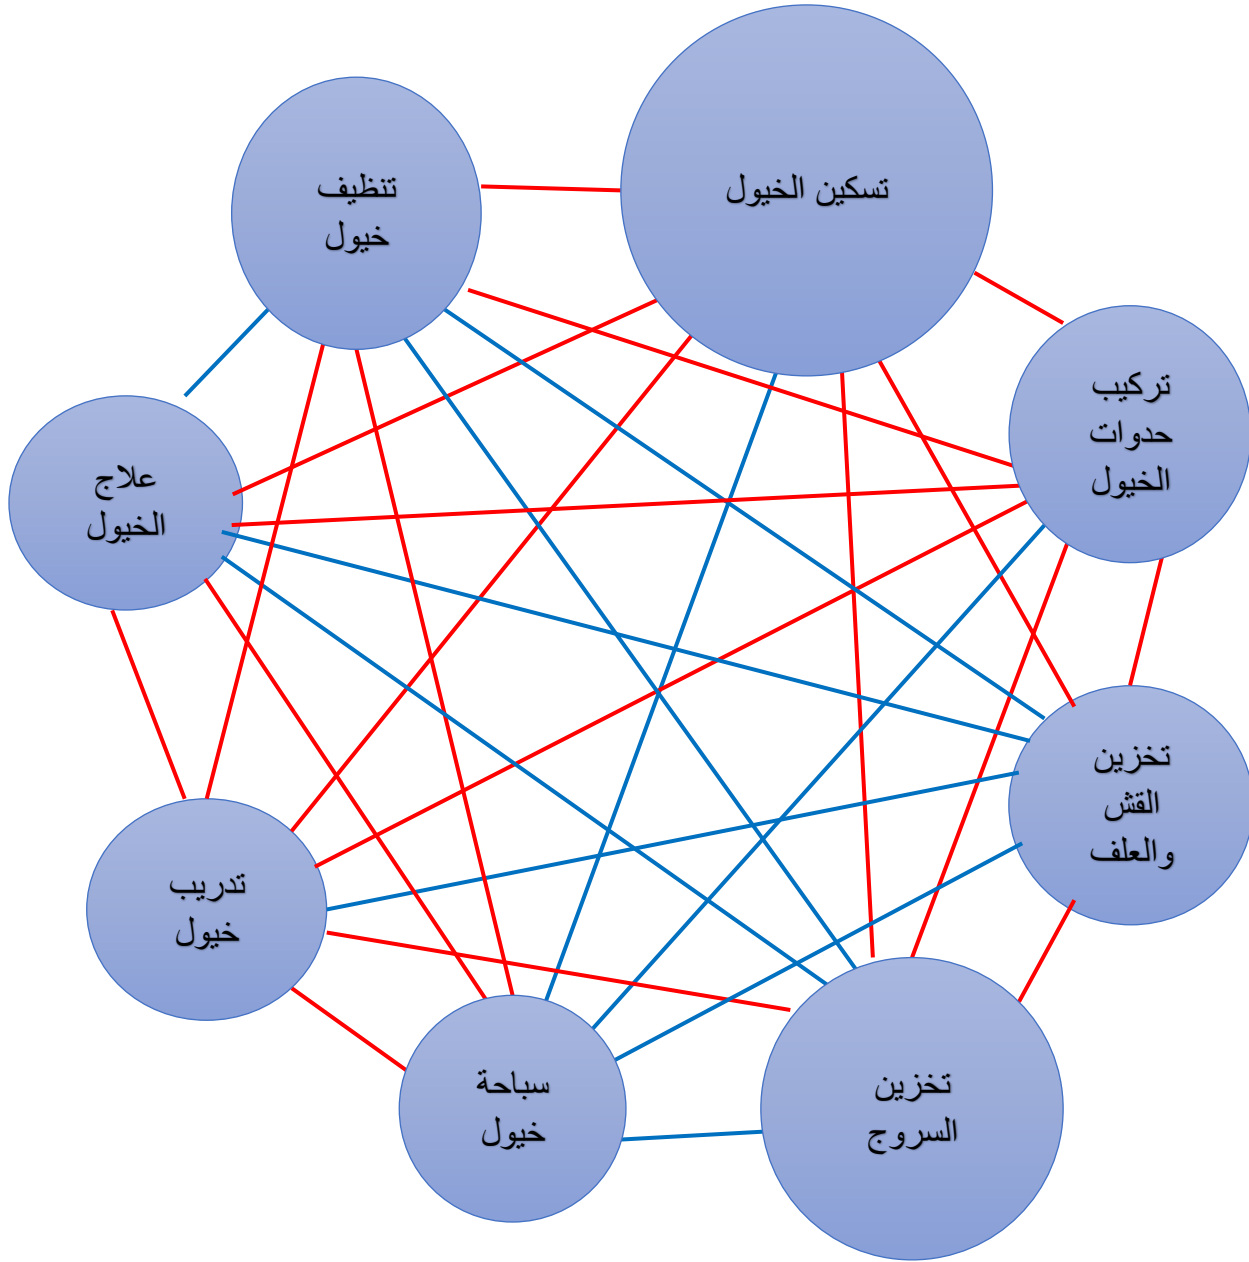 تسكين الخيول
تنظيف
خيول
تركيب
حدوات
الخيول
علاج
الخيول
تخزين
القش
والعلف
تدريب
خيول
سباحة
خيول
تخزين
السروج